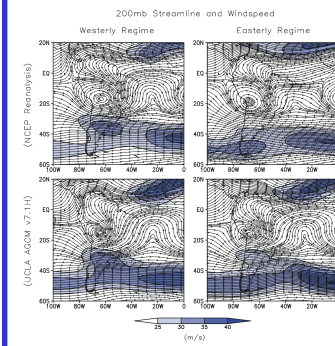 200mb Streamline and Windspeed
Westerly Regime
Easterly Regime
(NCEP Reanalysis)
20N
EQ
20S
40S
60S
100W 80W 60W 40W 20W 0
20N
EQ
20S
40S
60S
100W 80W 60W 40W 20W
(UCLA AGCM v7.1H)
20N
EQ
20S
40S
60S
100W 80W 60W 40W 20W 0
20N
EQ
20S
40S
60S
100W 80W 60W 40W 20W
25 30 35 40
(m/s)